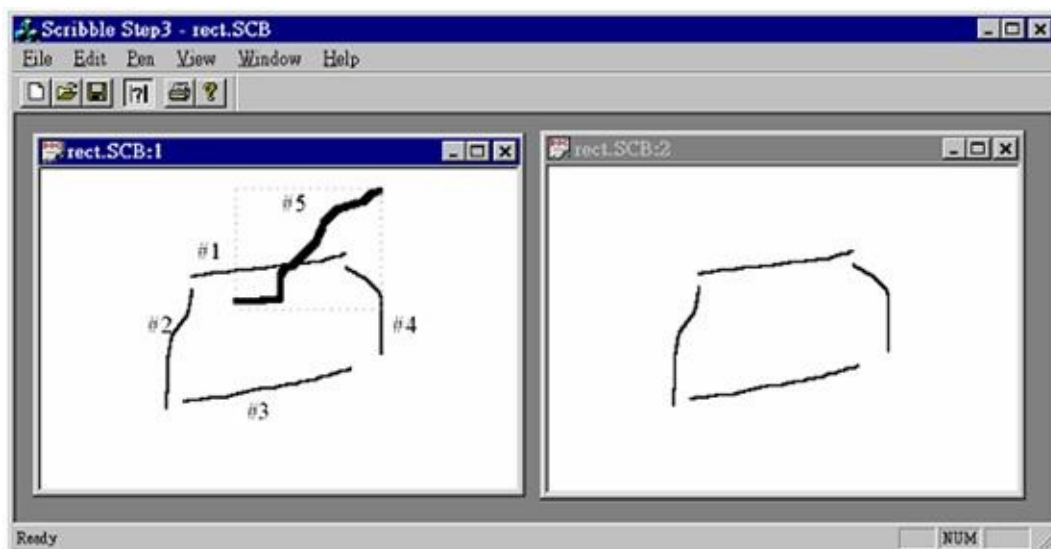 Scribble Step3 - rect.SCB
File Edit Pen View Window Help
rect.SCB:1
rect.SCB:2
#5
#1
#2
#4
#3
Ready
NUM